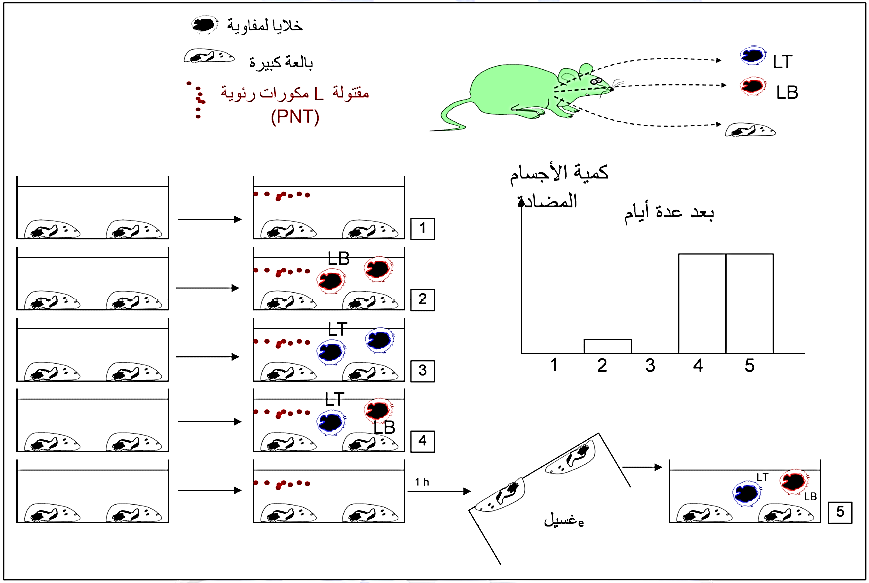 خلايا لمفاوية
بالعة كبيرة
مكورات رئوية L مقتولة
(PNT)
LT
LB
كمية الأجسام
المضادة
بعد عدة أيام
1 2 3 4 5
1
LB
2
LT
3
LT
LB
4
1 h
غسيل
LT
LB
5